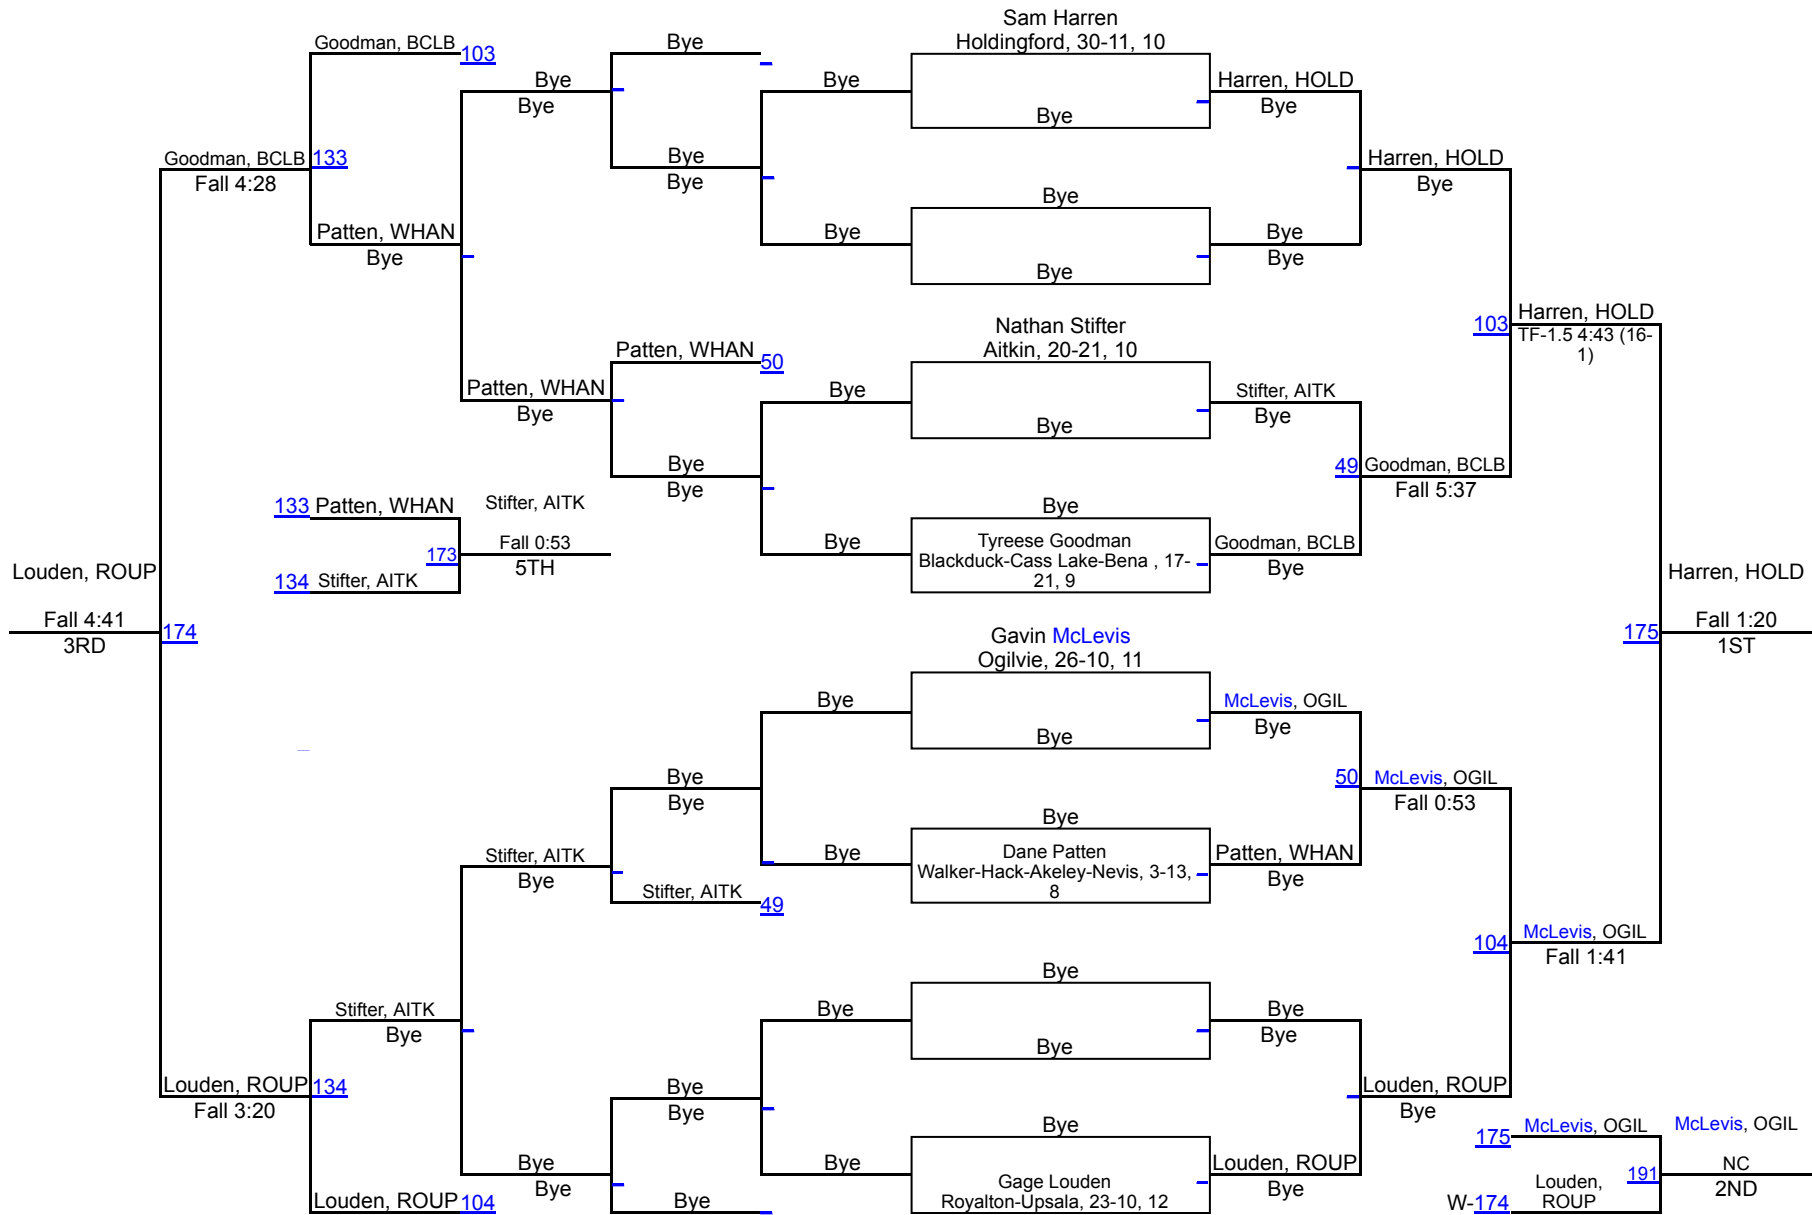 Sam Harren
Holdingford, 30-11, 10
Goodman, BCLB
103
Bye
Bye
Bye
Bye
Harren, HOLD
Bye
Bye
Goodman, BCLB
133
Fall 4:28
Bye
Bye
Harren, HOLD
Bye
Bye
Patten, WHAN
Bye
Bye
Bye
Bye
Bye
Nathan Stifter
Aitkin, 20-21, 10
103
Harren, HOLD
TF-1.5 4:43 (16-
1)
Patten, WHAN
50
Patten, WHAN
Bye
Bye
Stifter, AITK
Bye
Bye
Bye
Bye
49
Goodman, BCLB
Fall 5:37
133
Patten, WHAN
Stifter, AITK
Bye
173
Fall 0:53
5TH
134
Stifter, AITK
Bye
Tyreese Goodman
Blackduck-Cass Lake-Bena , 17-
21, 9
Goodman, BCLB
Bye
Louden, ROUP
Fall 4:41
3RD
174
Harren, HOLD
175
Fall 1:20
1ST
Gavin McLevis
Ogilvie, 26-10, 11
Bye
Bye
McLevis, OGIL
Bye
Bye
Bye
50
McLevis, OGIL
Fall 0:53
Bye
Stifter, AITK
Bye
Bye
Dane Patten
Walker-Hack-Akeley-Nevis, 3-13,
8
Patten, WHAN
Bye
Stifter, AITK
49
104
McLevis, OGIL
Fall 1:41
Bye
Stifter, AITK
Bye
Bye
Bye
Bye
Bye
Louden, ROUP
134
Fall 3:20
Bye
Bye
Louden, ROUP
Bye
Bye
Bye
Bye
Bye
Gage Louden
Royalton-Upsala, 23-10, 12
Louden, ROUP
Bye
Louden, ROUP
104
Bye
175
McLevis, OGIL
McLevis, OGIL
191
NC
2ND
W-174
Louden,
ROUP